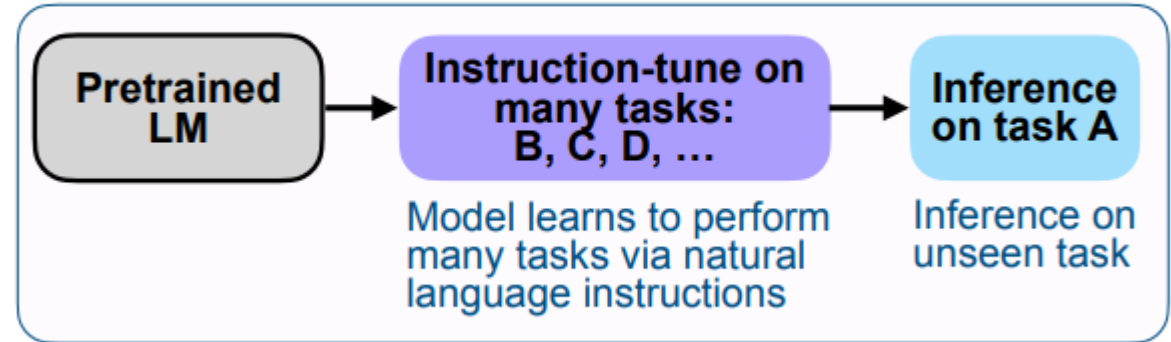 Pretrained
LM
Instruction-tune on
many tasks:
B, C, D, …
Model learns to perform
many tasks via natural
language instructions
Inference
on task A
Inference on
unseen task